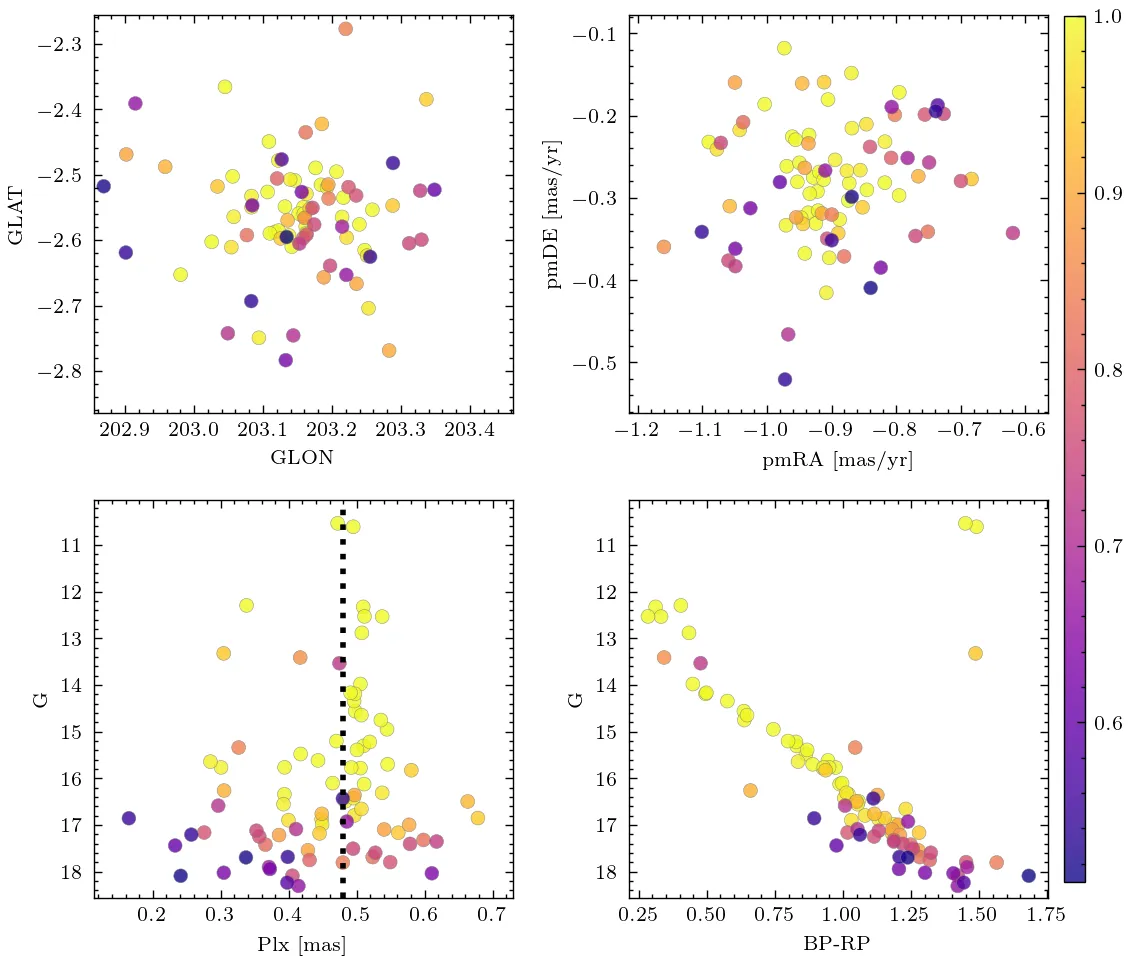 −2.3
−2.4
−2.5
−2.6
−2.7
−2.8
GLAT
202.9 203.0 203.1 203.2 203.3 203.4
GLON
−0.1
−0.2
−0.3
−0.4
−0.5
pmDE [mas/yr]
−1.2 −1.1 −1.0 −0.9 −0.8 −0.7 −0.6
pmRA [mas/yr]
11
12
13
14
15
16
17
18
G
0.2 0.3 0.4 0.5 0.6 0.7
Plx [mas]
11
12
13
14
15
16
17
18
G
0.25 0.50 0.75 1.00 1.25 1.50 1.75
BP-RP
1.0
0.9
0.8
0.7
0.6